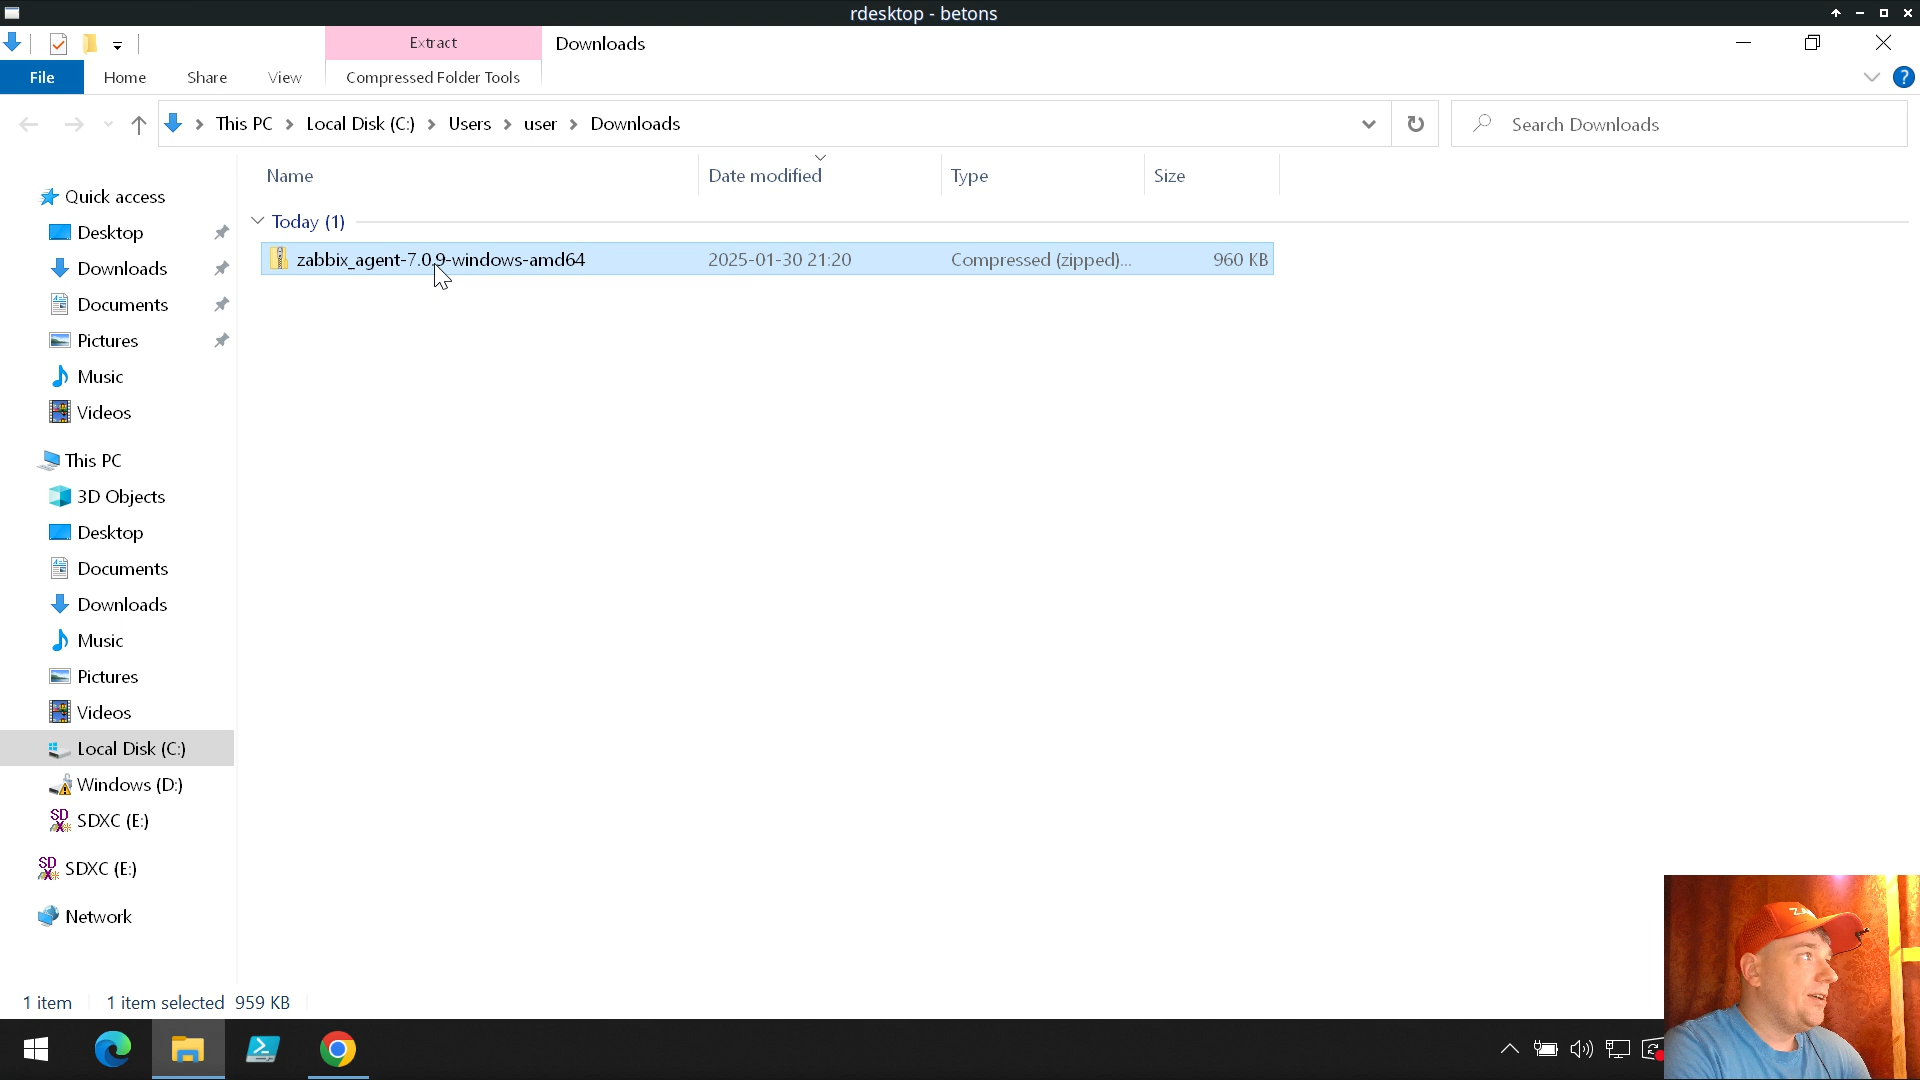 rdesktop - betons
Extract
Downloads
File
Home
Share
View
Compressed Folder Tools
?
This PC > Local Disk (C:) > Users > user > Downloads
Search Downloads
Name
Date modified
Type
Size
Today (1)
zabbix_agent-7.0.9-windows-amd64
2025-01-30 21:20
Compressed (zipped)...
960 KB
Quick access
Desktop
Downloads
Documents
Pictures
Music
Videos
This PC
3D Objects
Desktop
Documents
Downloads
Music
Pictures
Videos
Local Disk (C:)
Windows (D:)
SDXC (E:)
SDXC (E:)
Network
1 item
1 item selected 959 KB